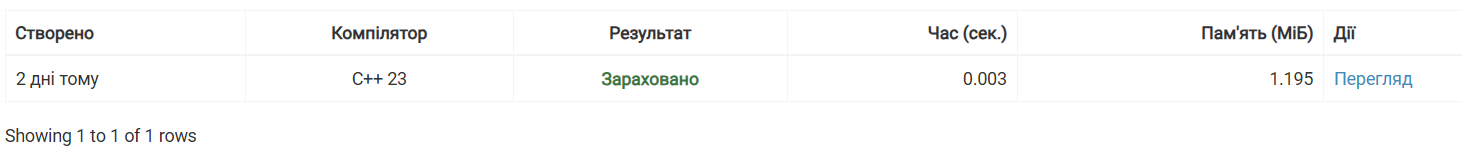 Створено Компілятор Результат Час (сек.) Пам'ять (МіБ) Дії
2 дні тому C++ 23 Зараховано 0.003 1.195 Перегляд
Showing 1 to 1 of 1 rows